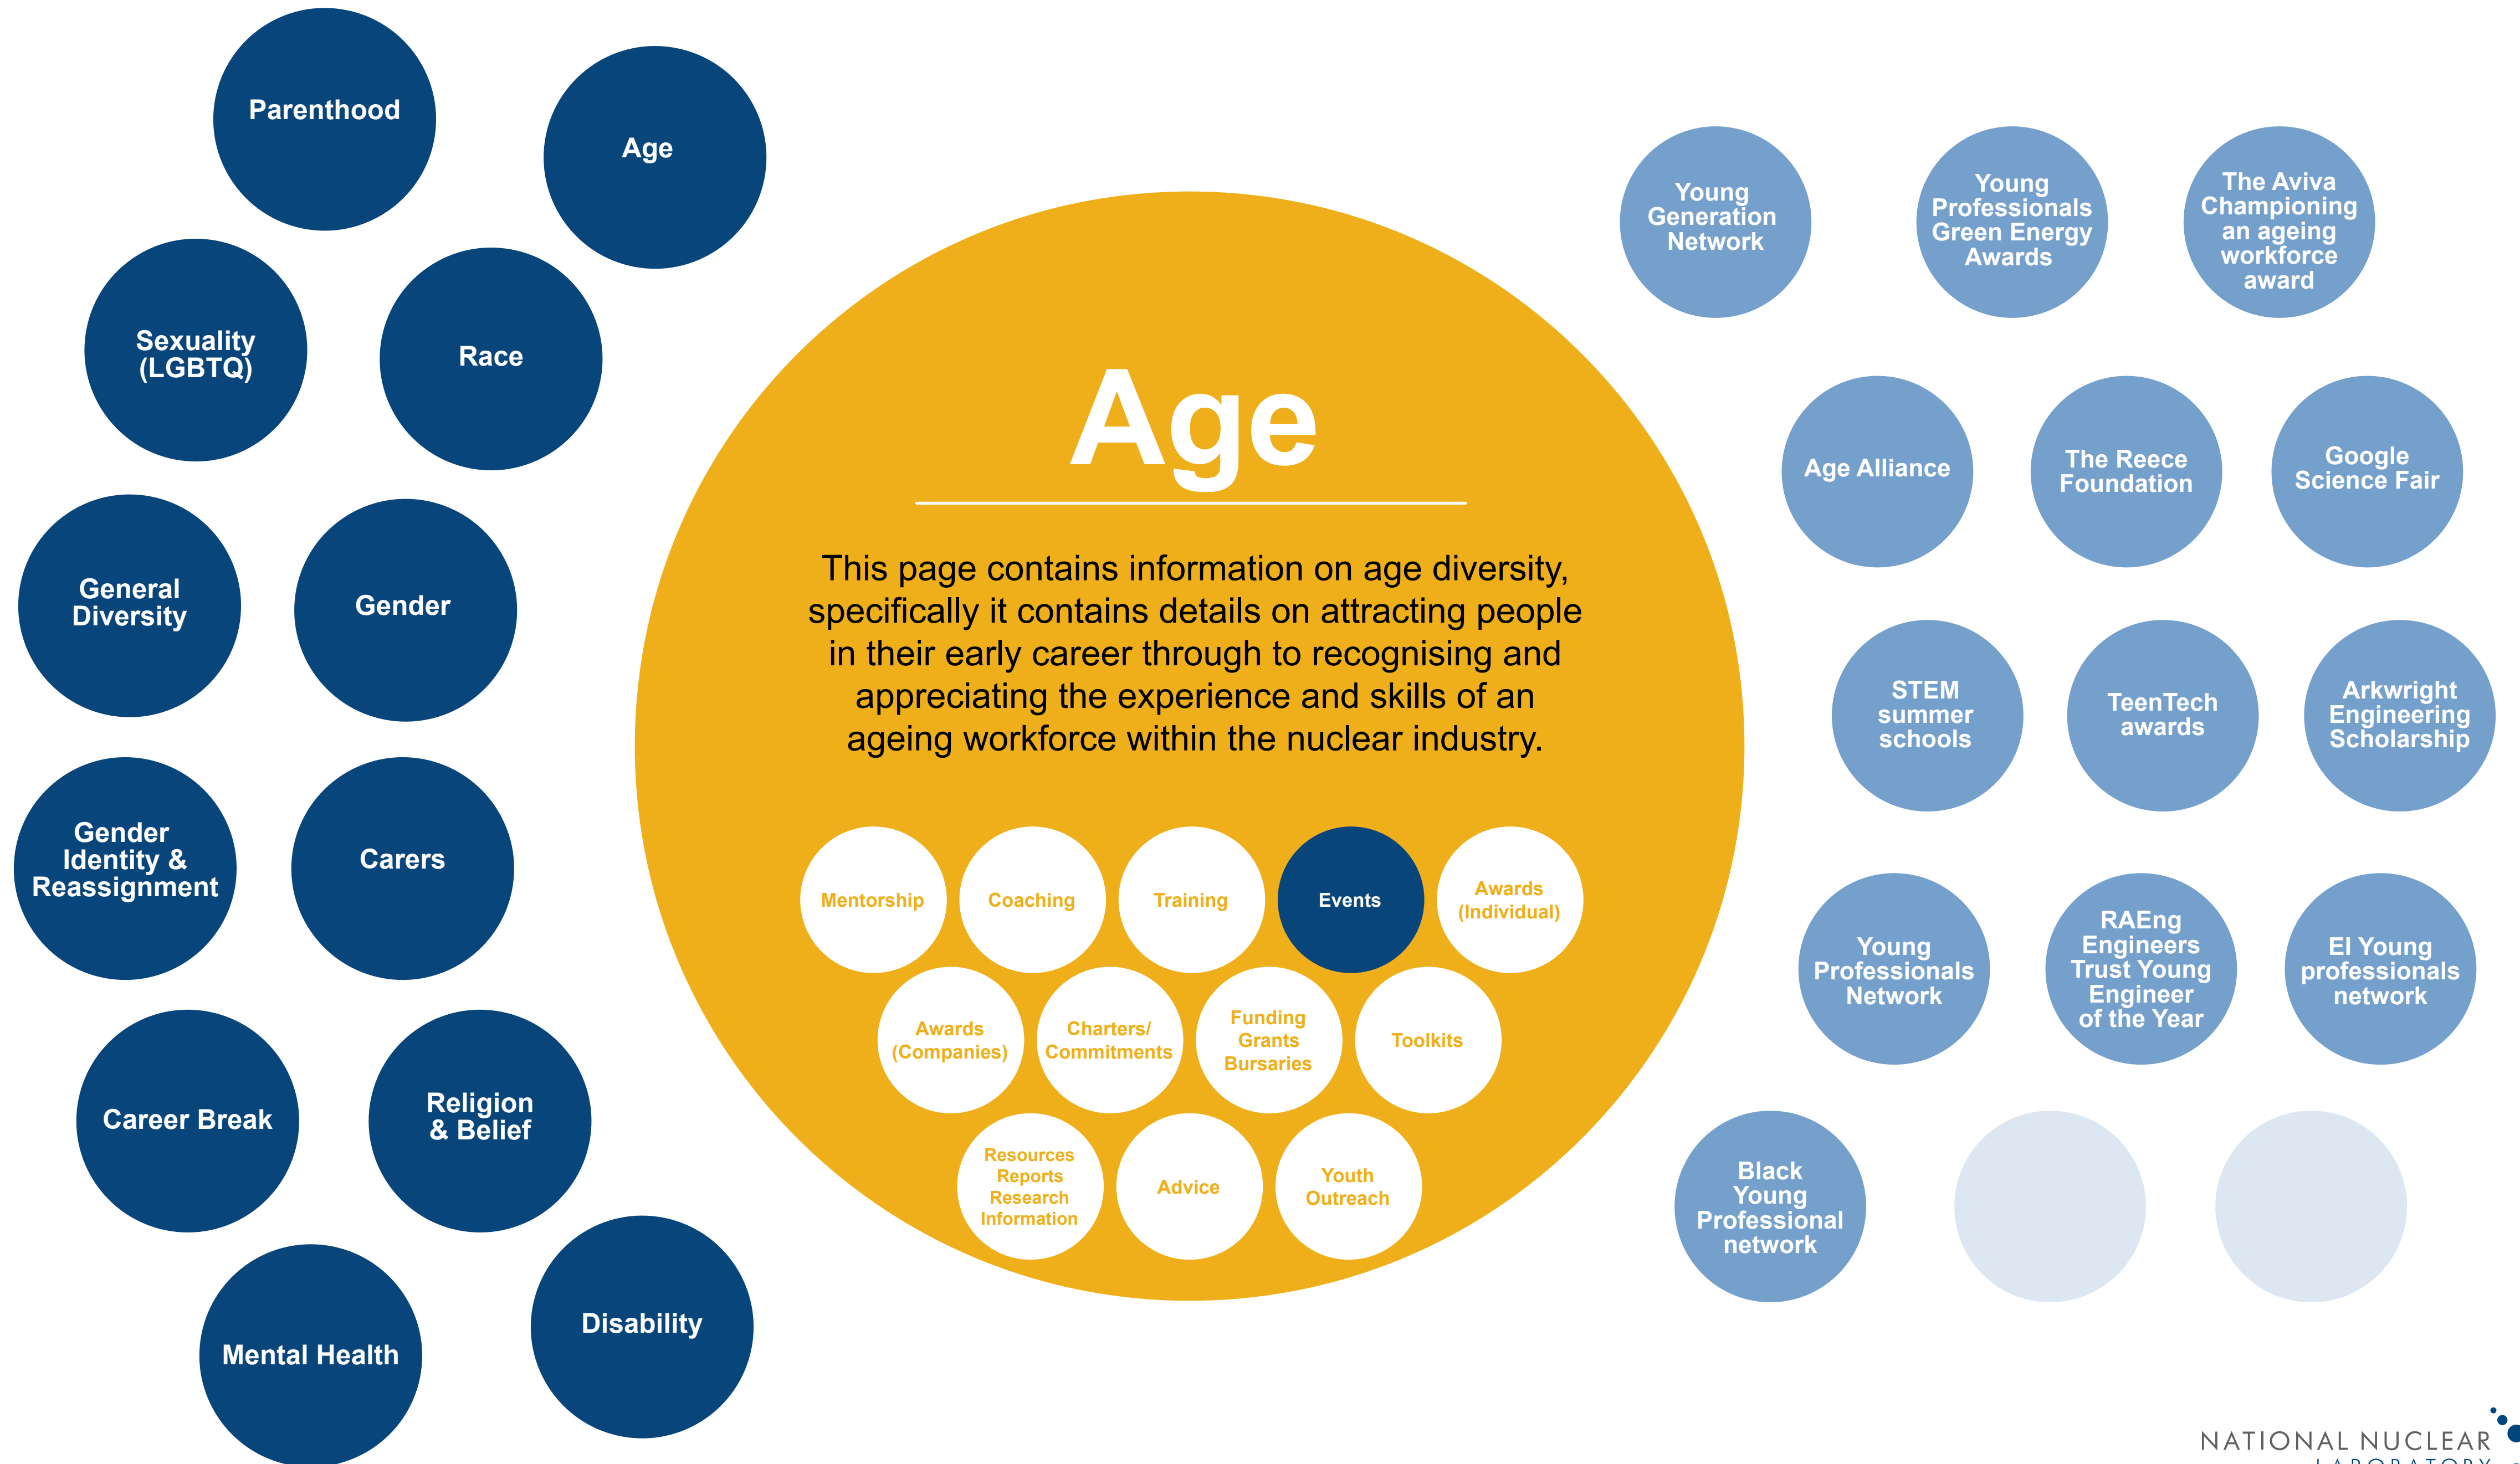 Parenthood
Age
Sexuality
(LGBTQ)
Race
General
Diversity
Gender
Gender
Identity &
Reassignment
Carers
Career Break
Religion
& Belief
Mental Health
Disability
Age
This page contains information on age diversity,
specifically it contains details on attracting people
in their early career through to recognising and
appreciating the experience and skills of an
ageing workforce within the nuclear industry.
Mentorship
Coaching
Training
Events
Awards
(Individual)
Awards
(Companies)
Charters/
Commitments
Funding
Grants
Bursaries
Toolkits
Resources
Reports
Research
Information
Advice
Youth
Outreach
Young
Generation
Network
Young
Professionals
Green Energy
Awards
The Aviva
Championing
an ageing
workforce
award
Age Alliance
The Reece
Foundation
Google
Science Fair
STEM
summer
schools
TeenTech
awards
Arkwright
Engineering
Scholarship
Young
Professionals
Network
RAEng
Engineers
Trust Young
Engineer
of the Year
EI Young
professionals
network
Black
Young
Professional
network
NATIONAL NUCLEAR
LABORATORY